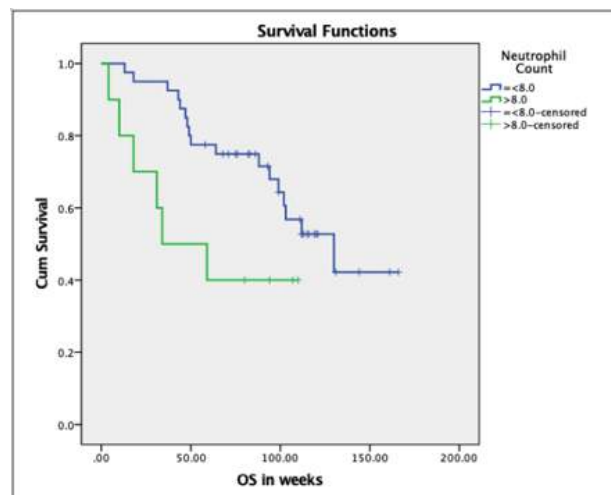 Survival Functions
Neutrophil
Count
=<8.0
>8.0
=<8.0-censored
>8.0-censored
Cum Survival
1.0
0.8
0.6
0.4
0.2
0.0
.00
50.00
100.00
150.00
200.00
OS in weeks